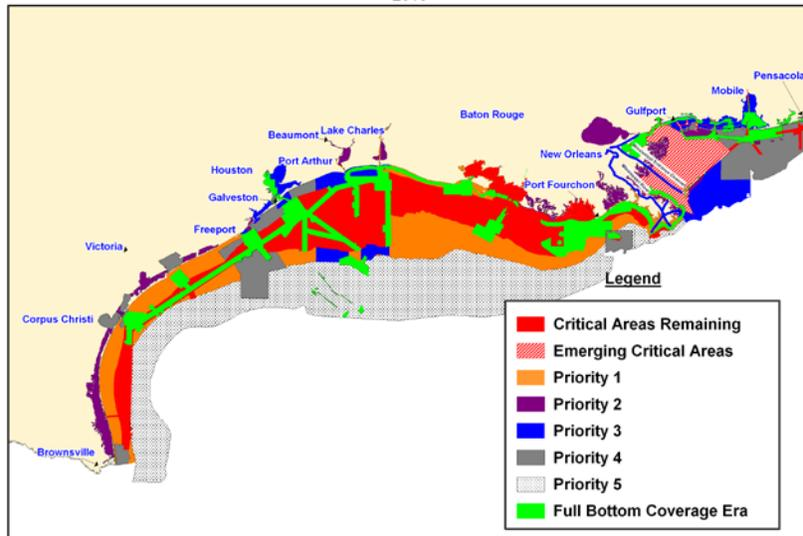 Pensacola
Mobile
Gulfport
Baton Rouge
Lake Charles
Beaumont
New Orleans
Port Arthur
Houston
Port Fourchon
Galveston
Freeport
Victoria
Legend
Corpus Christi
Critical Areas Remaining
Emerging Critical Areas
Priority 1
Priority 2
Priority 3
Priority 4
Brownsville
Priority 5
Full Bottom Coverage Era